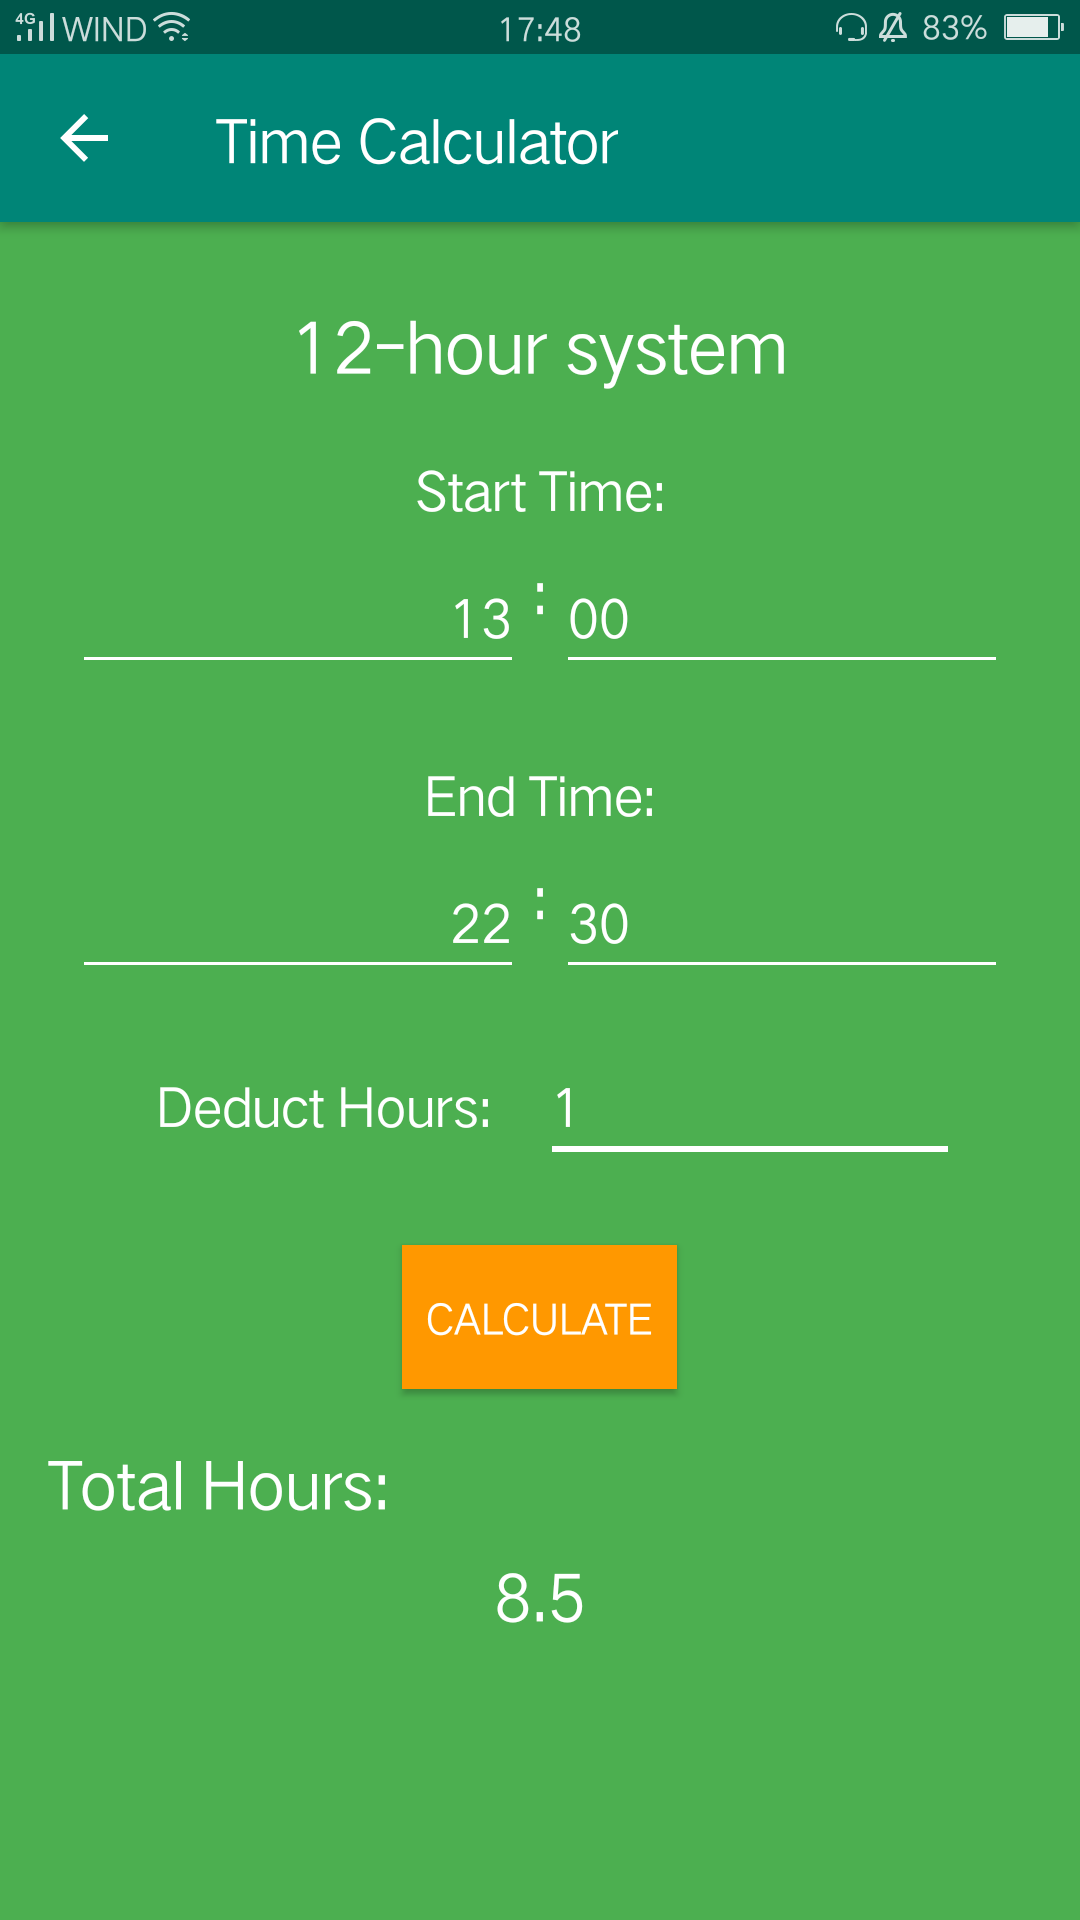 4G WIND 17:48 83%
Time Calculator
12-hour system
Start Time:
13 : 00
End Time:
22 : 30
Deduct Hours: 1
CALCULATE
Total Hours:
8.5